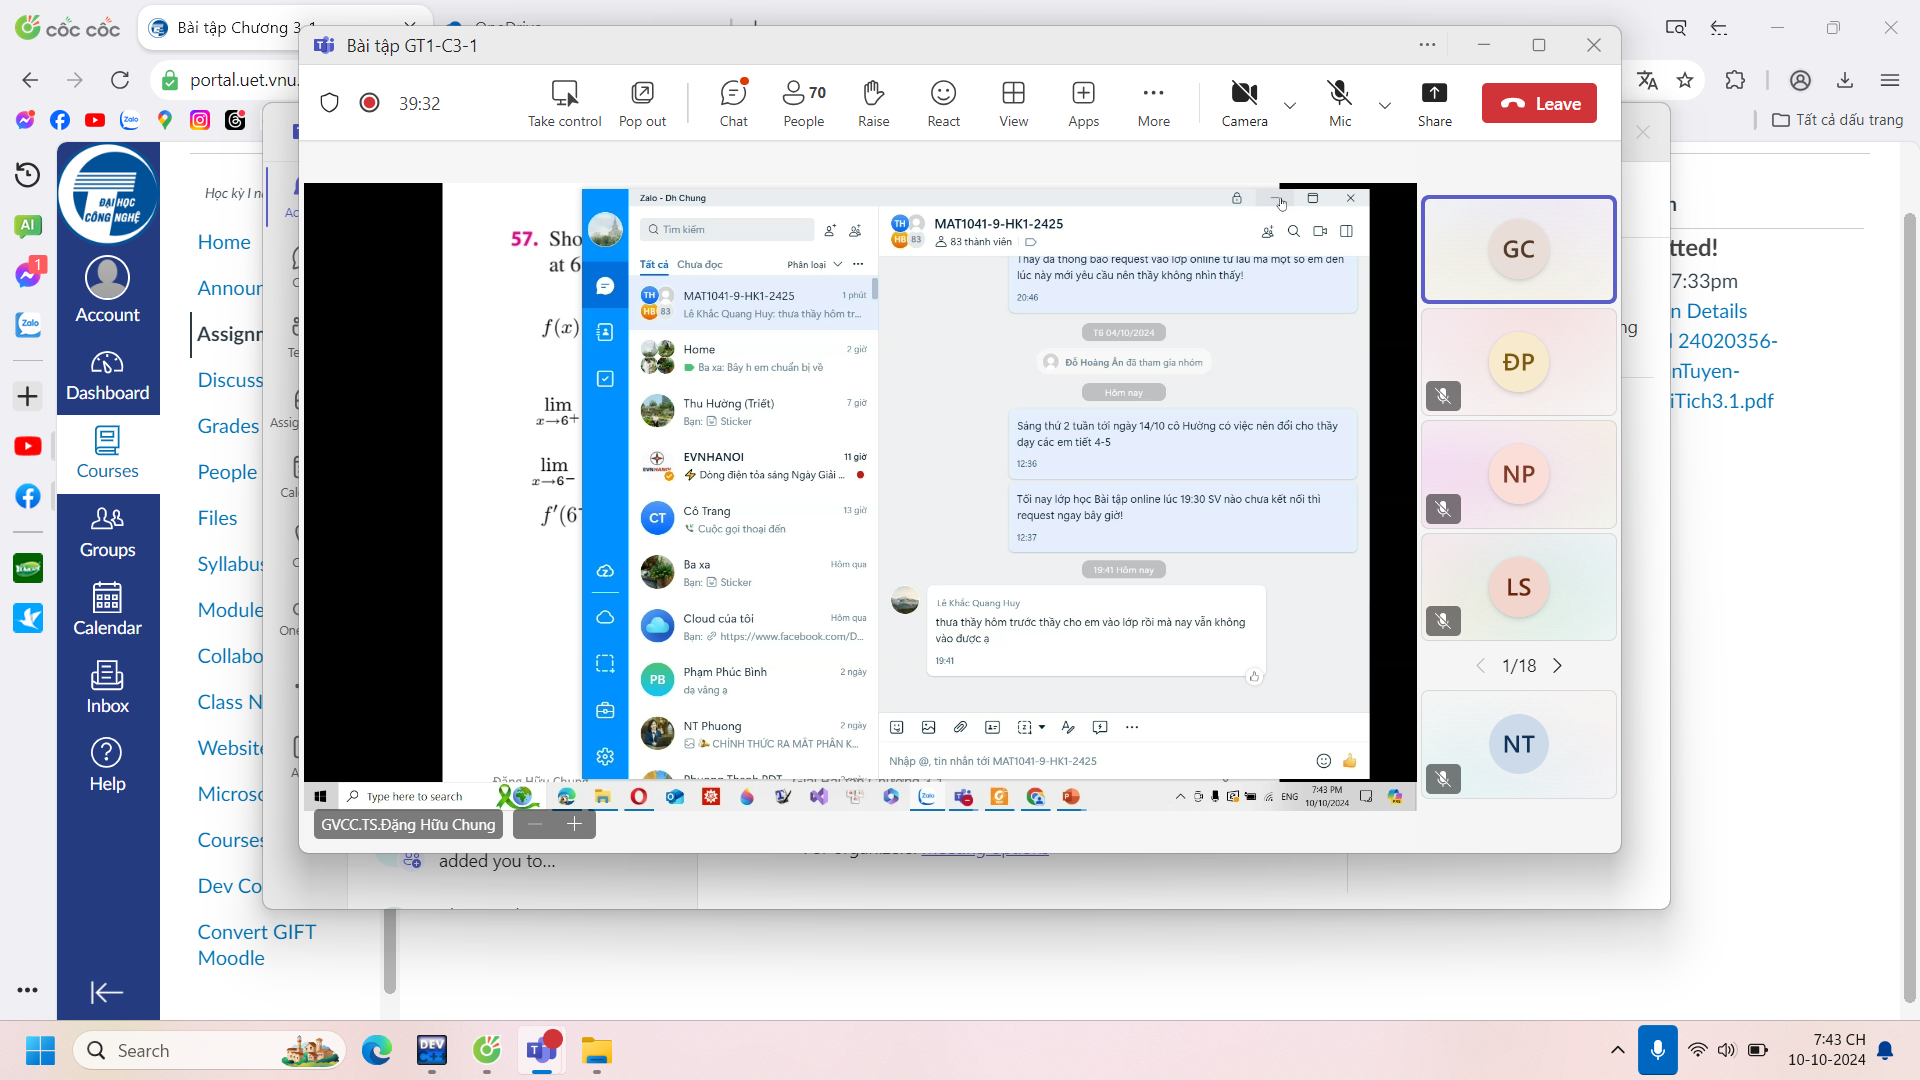 cốc cốc
Bài tập Chương 3-1
portal.uet.vnu.
Tất cả dấu trang
Bài tập GT1-C3-1
39:32
Take control
Pop out
Chat
70
People
Raise
React
View
Apps
More
Camera
Mic
Share
Leave
ĐẠI HỌC
CÔNG NGHỆ
Account
Dashboard
Courses
Groups
Calendar
Inbox
Help
Học kỳ I n
Home
Announ
Assignm
Discuss
Grades
People
Files
Syllabus
Module
Collabo
Class N
Website
Microso
Courses
Dev Co
Convert GIFT
Moodle
57. Sho
at 6
f(x)
lim
x→6+
lim
x→6−
f′(6
Zalo - Dh Chung
Tìm kiếm
Tất cả
Chưa đọc
Phân loại
MAT1041-9-HK1-2425
1 phút
Lê Khắc Quang Huy: thưa thầy hôm tr...
Home
2 giờ
Ba xa: Bây h em chuẩn bị về
Thu Hường (Triết)
7 giờ
Bạn: Sticker
EVNHANOI
11 giờ
Dòng điện tỏa sáng Ngày Giải ...
CT
Cô Trang
13 giờ
Cuộc gọi thoại đến
Ba xa
Hôm qua
Bạn: Sticker
Cloud của tôi
Hôm qua
Bạn: https://www.facebook.com/D...
PB
Phạm Phúc Bình
2 ngày
dạ vâng ạ
NT Phuong
2 ngày
CHÍNH THỨC RA MẮT PHÂN K...
MAT1041-9-HK1-2425
83 thành viên
Thầy đã thông báo request vào lớp online từ lâu mà một số em đến
lúc này mới yêu cầu nên thầy không nhìn thấy!
20:46
T6 04/10/2024
Đỗ Hoàng Ân đã tham gia nhóm
Hôm nay
Sáng thứ 2 tuần tới ngày 14/10 cô Hường có việc nên đổi cho thầy
dạy các em tiết 4-5
12:36
Tối nay lớp học Bài tập online lúc 19:30 SV nào chưa kết nối thì
request ngay bây giờ!
12:37
19:41 Hôm nay
Lê Khắc Quang Huy
thưa thầy hôm trước thầy cho em vào lớp rồi mà nay vẫn không
vào được ạ
19:41
Nhập @, tin nhắn tới MAT1041-9-HK1-2425
Type here to search
ENG
7:43 PM
10/10/2024
GVCC.TS.Đặng Hữu Chung
GC
ĐP
NP
LS
1/18
NT
tted!
7:33pm
n Details
24020356-
nTuyen-
iTich3.1.pdf
added you to...
Search
7:43 CH
10-10-2024